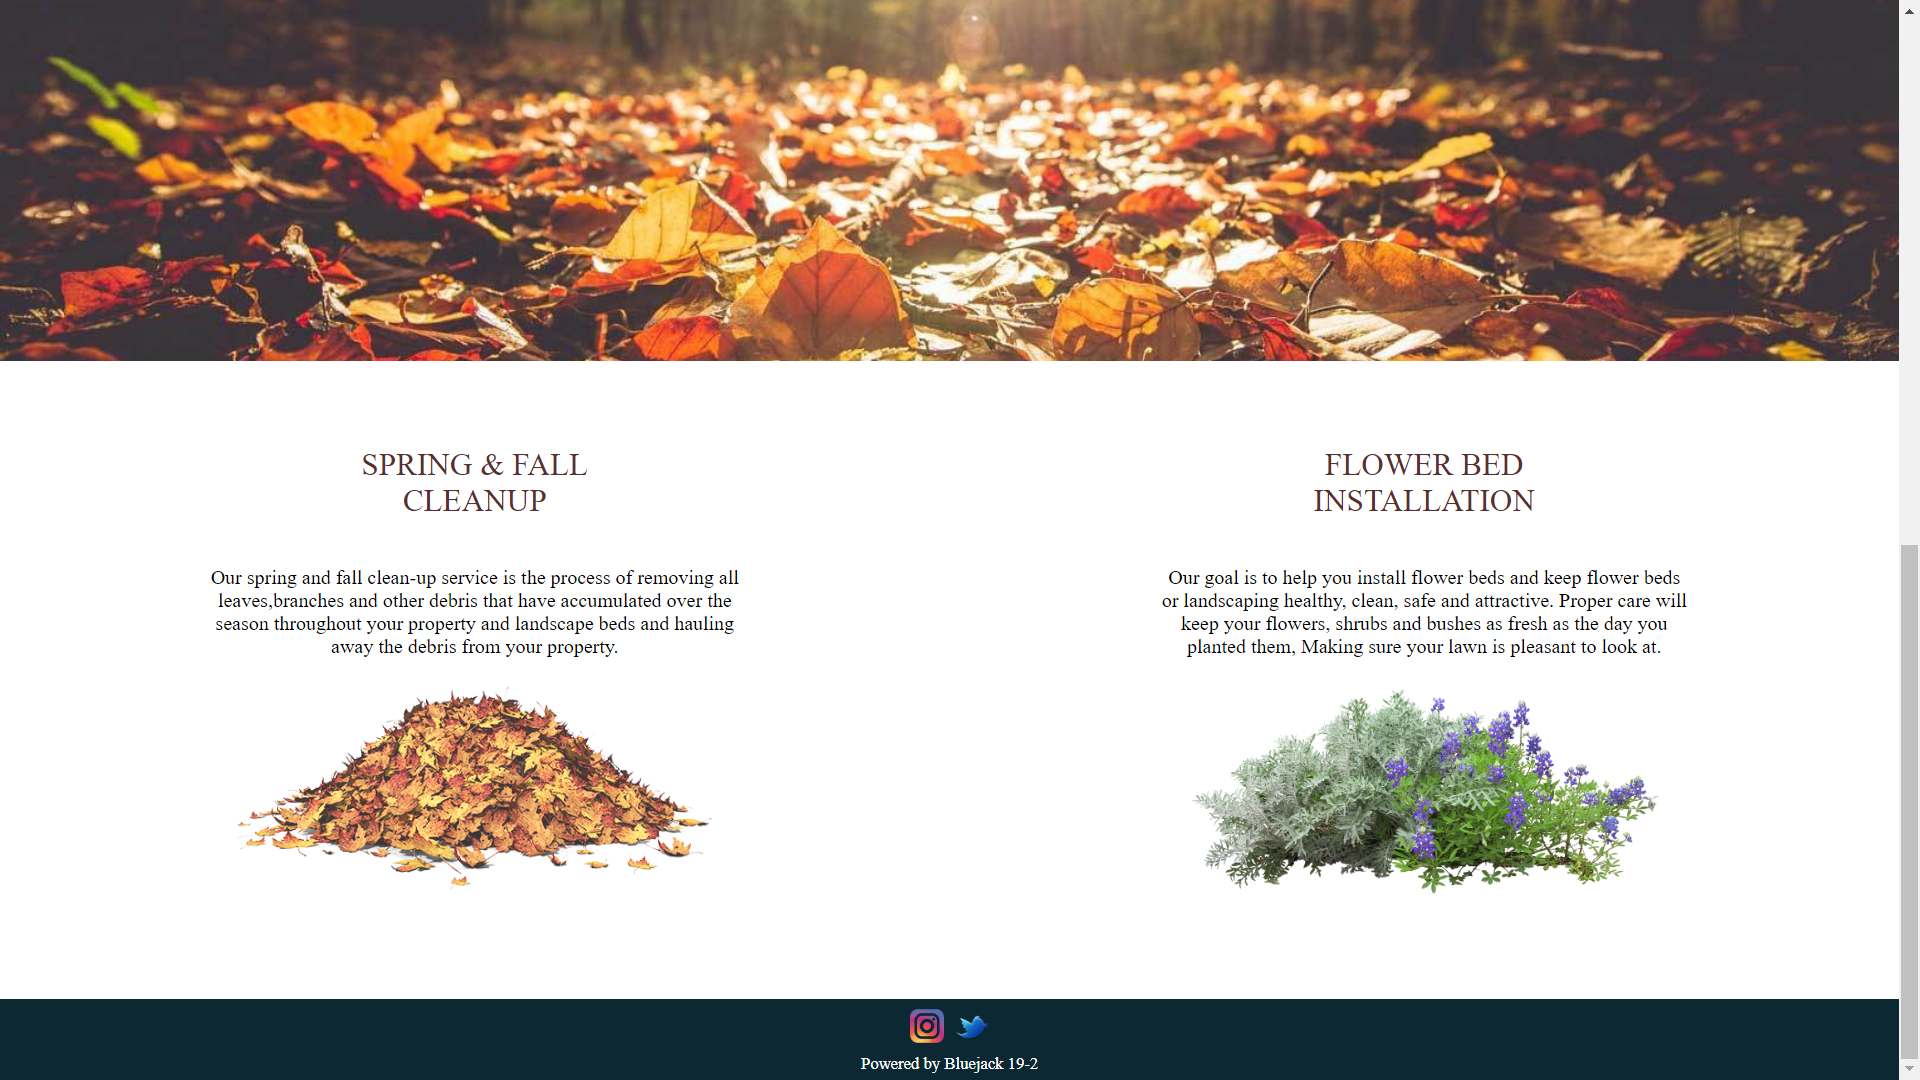 SPRING & FALL
CLEANUP
Our spring and fall clean-up service is the process of removing all
leaves,branches and other debris that have accumulated over the
season throughout your property and landscape beds and hauling
away the debris from your property.
FLOWER BED
INSTALLATION
Our goal is to help you install flower beds and keep flower beds
or landscaping healthy, clean, safe and attractive. Proper care will
keep your flowers, shrubs and bushes as fresh as the day you
planted them, Making sure your lawn is pleasant to look at.
Powered by Bluejack 19-2